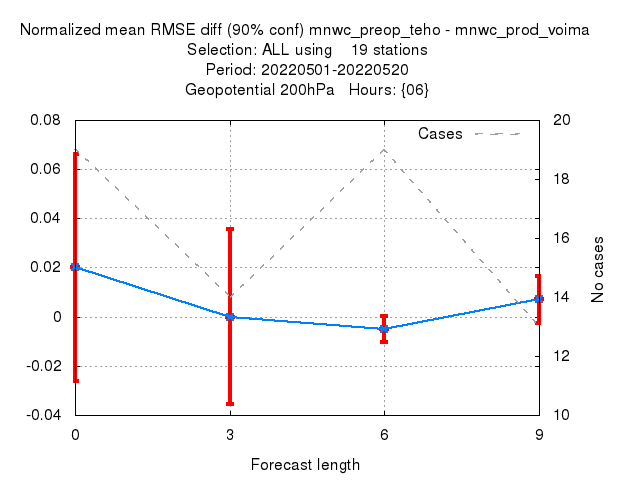 Normalized mean RMSE diff (90% conf) mnwc_preop_teho - mnwc_prod_voima
Selection: ALL using    19 stations
Period: 20220501-20220520
Geopotential 200hPa   Hours: {06}
Cases
0.08
0.06
0.04
0.02
0
-0.02
-0.04
20
18
16
14
12
10
No cases
0 3 6 9
Forecast length